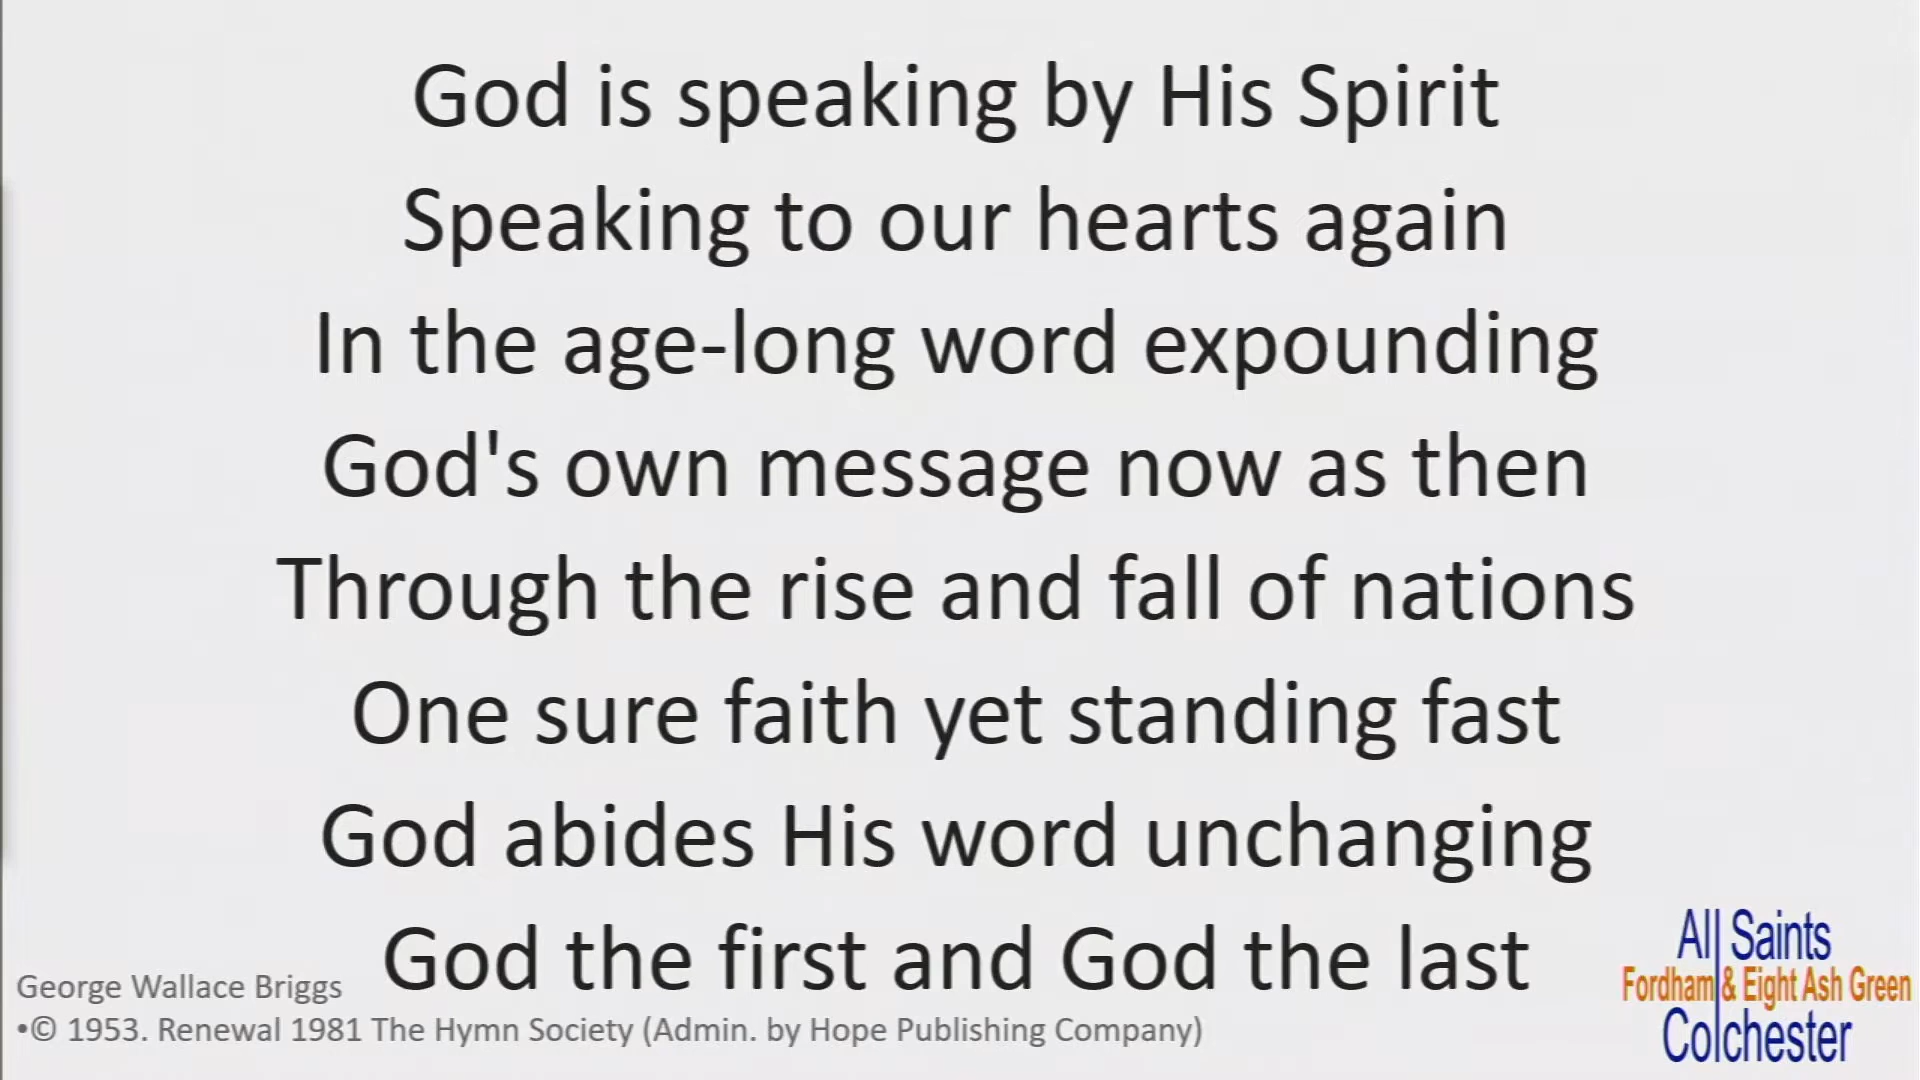 God is speaking by His Spirit
Speaking to our hearts again
In the age-long word expounding
God's own message now as then
Through the rise and fall of nations
One sure faith yet standing fast
God abides His word unchanging
God the first and God the last
George Wallace Briggs
•© 1953. Renewal 1981 The Hymn Society (Admin. by Hope Publishing Company)
All Saints
Fordham & Eight Ash Green
Colchester